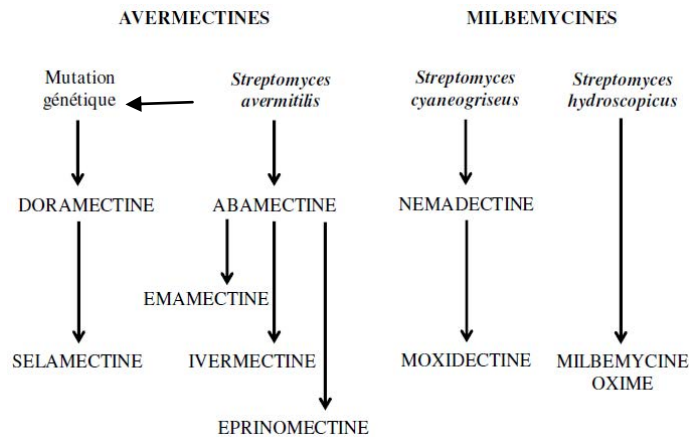 AVERMECTINES
MILBEMYCINES
Mutation
génétique
Streptomyces
avermitilis
Streptomyces
cyaneogriseus
Streptomyces
hydroscopicus
DORAMECTINE
ABAMECTINE
NEMADECTINE
EMAMECTINE
SELAMECTINE
IVERMECTINE
MOXIDECTINE
MILBEMYCINE
OXIME
EPRINOMECTINE